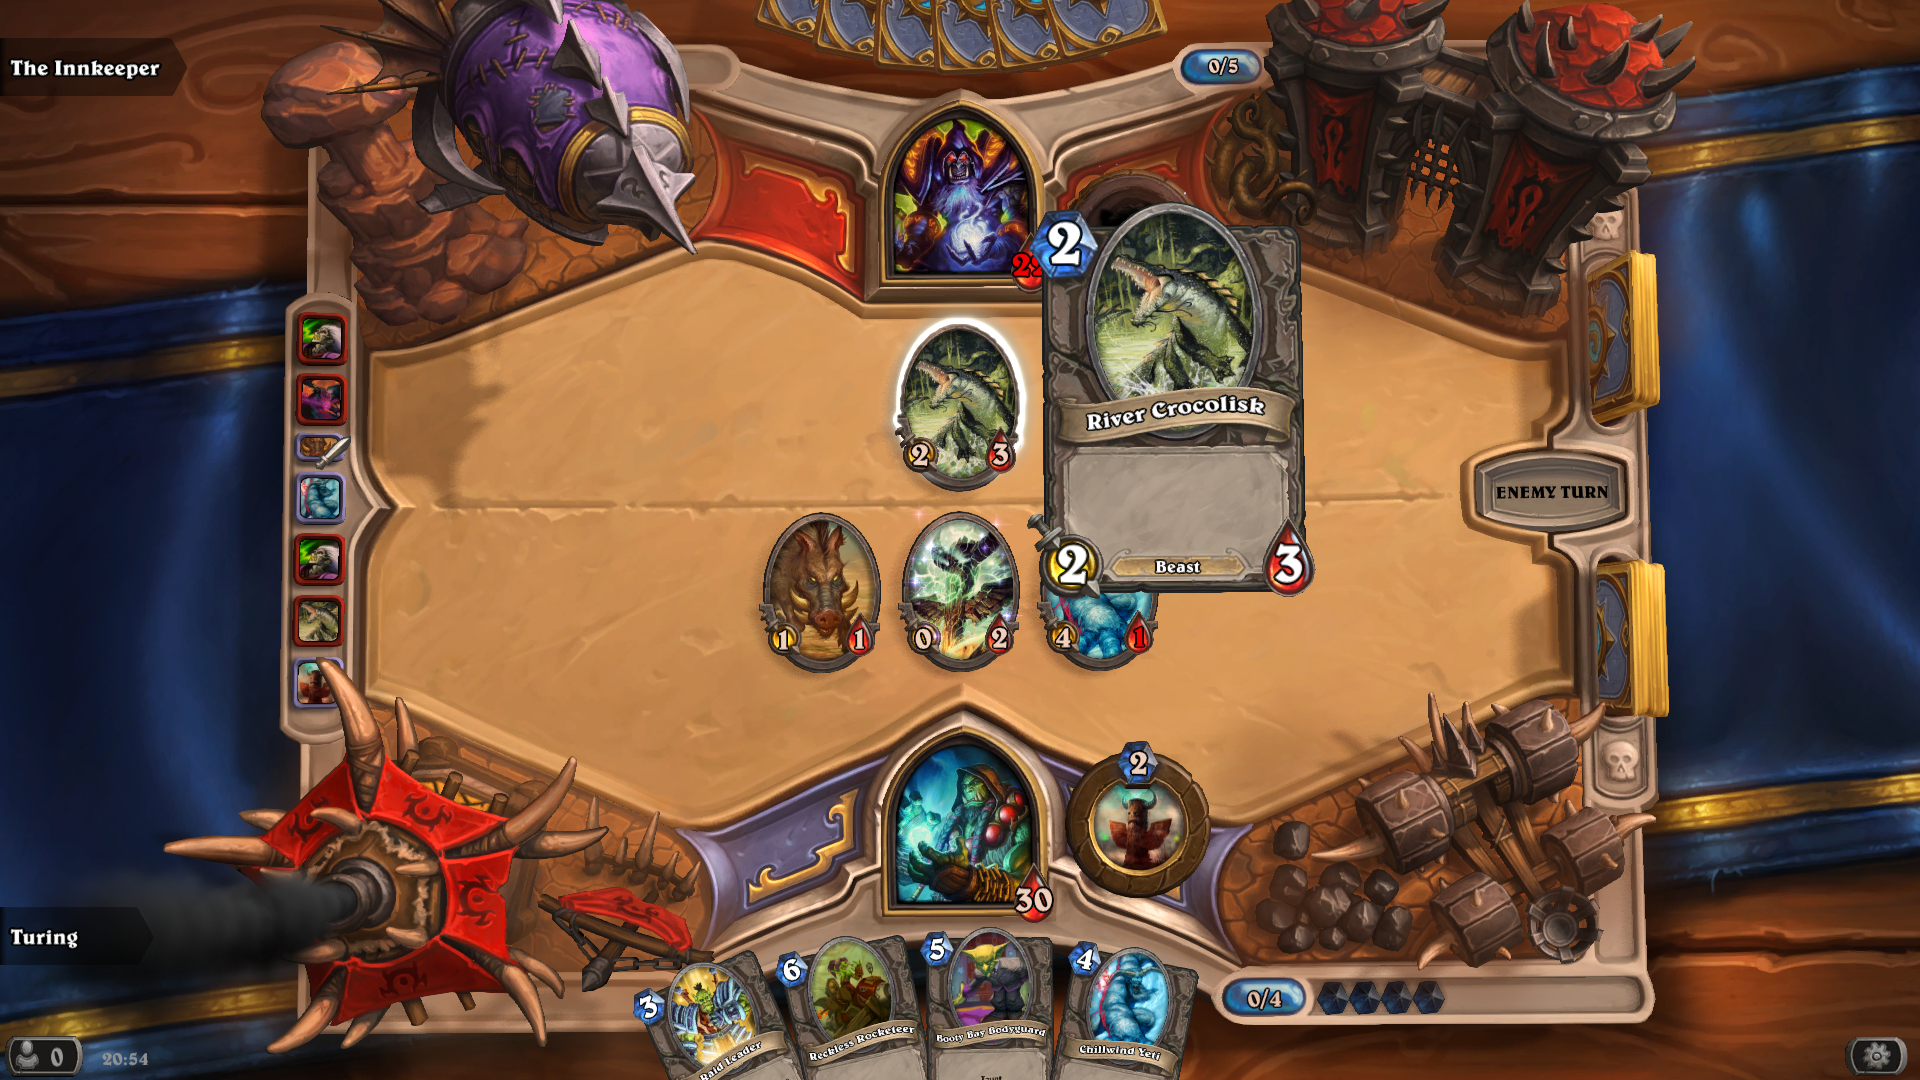 The Innkeeper
0/5
2
River Crocolisk
2
3
ENEMY TURN
2
Beast
3
1
1
0
2
4
1
2
30
Turing
3
Raid Leader
6
Reckless Rocketeer
5
Booty Bay Bodyguard
Taunt
4
Chillwind Yeti
0/4
0
20:54